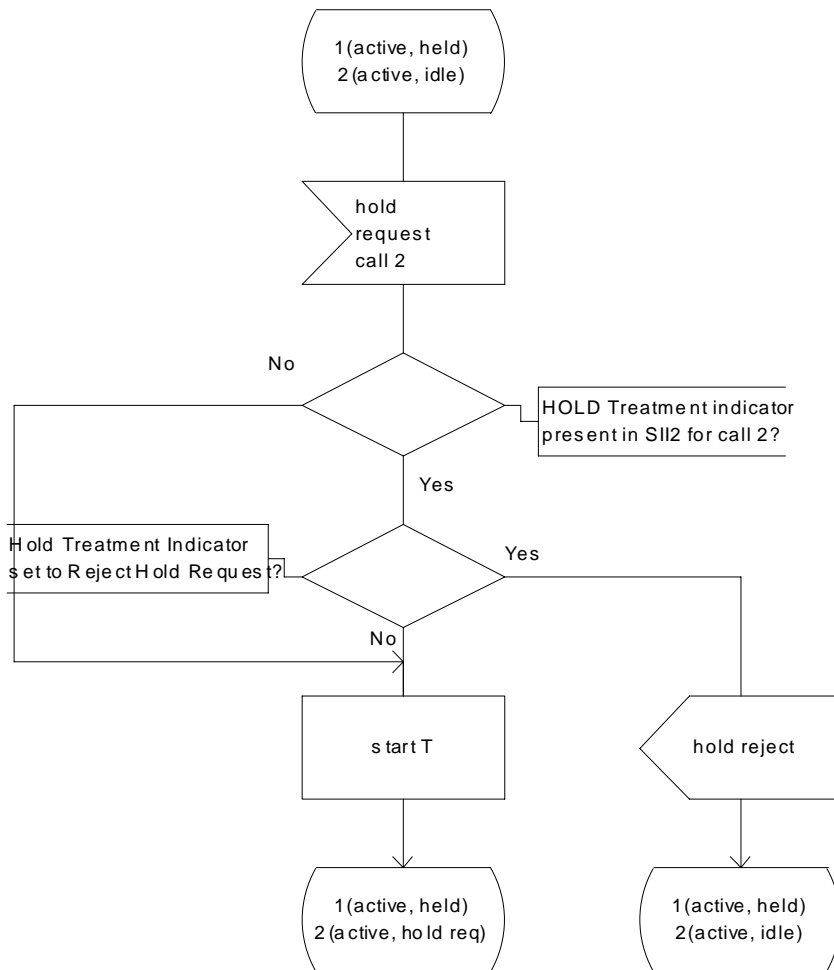 1(active, held)
2(active, idle)
hold
request
call 2
No
HOLD Treatment indicator
present in SII2 for call 2?
Yes
Hold Treatment Indicator
set to Reject Hold Request?
Yes
No
start T
hold reject
1(active, held)
2(active, hold req)
1(active, held)
2(active, idle)